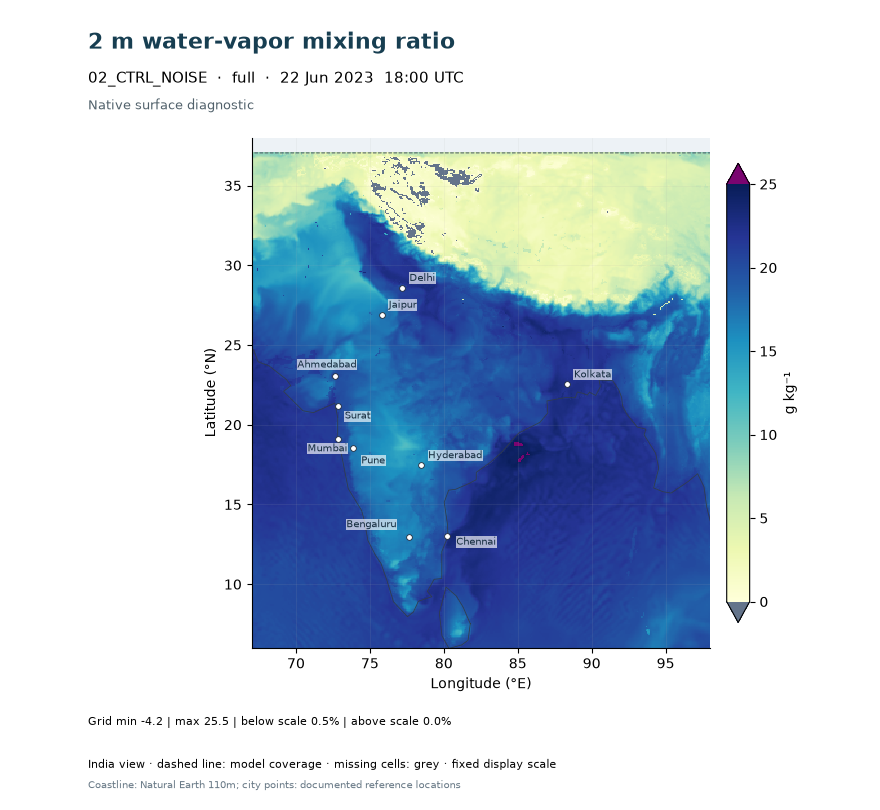 2 m water-vapor mixing ratio
02_CTRL_NOISE · full · 22 Jun 2023 18:00 UTC
Native surface diagnostic
35
30
25
20
15
10
Latitude (°N)
70
75
80
85
90
95
Longitude (°E)
Delhi
Jaipur
Ahmedabad
Kolkata
Surat
Mumbai
Pune
Hyderabad
Bengaluru
Chennai
25
20
15
10
5
0
g kg⁻¹
Grid min -4.2 | max 25.5 | below scale 0.5% | above scale 0.0%
India view · dashed line: model coverage · missing cells: grey · fixed display scale
Coastline: Natural Earth 110m; city points: documented reference locations